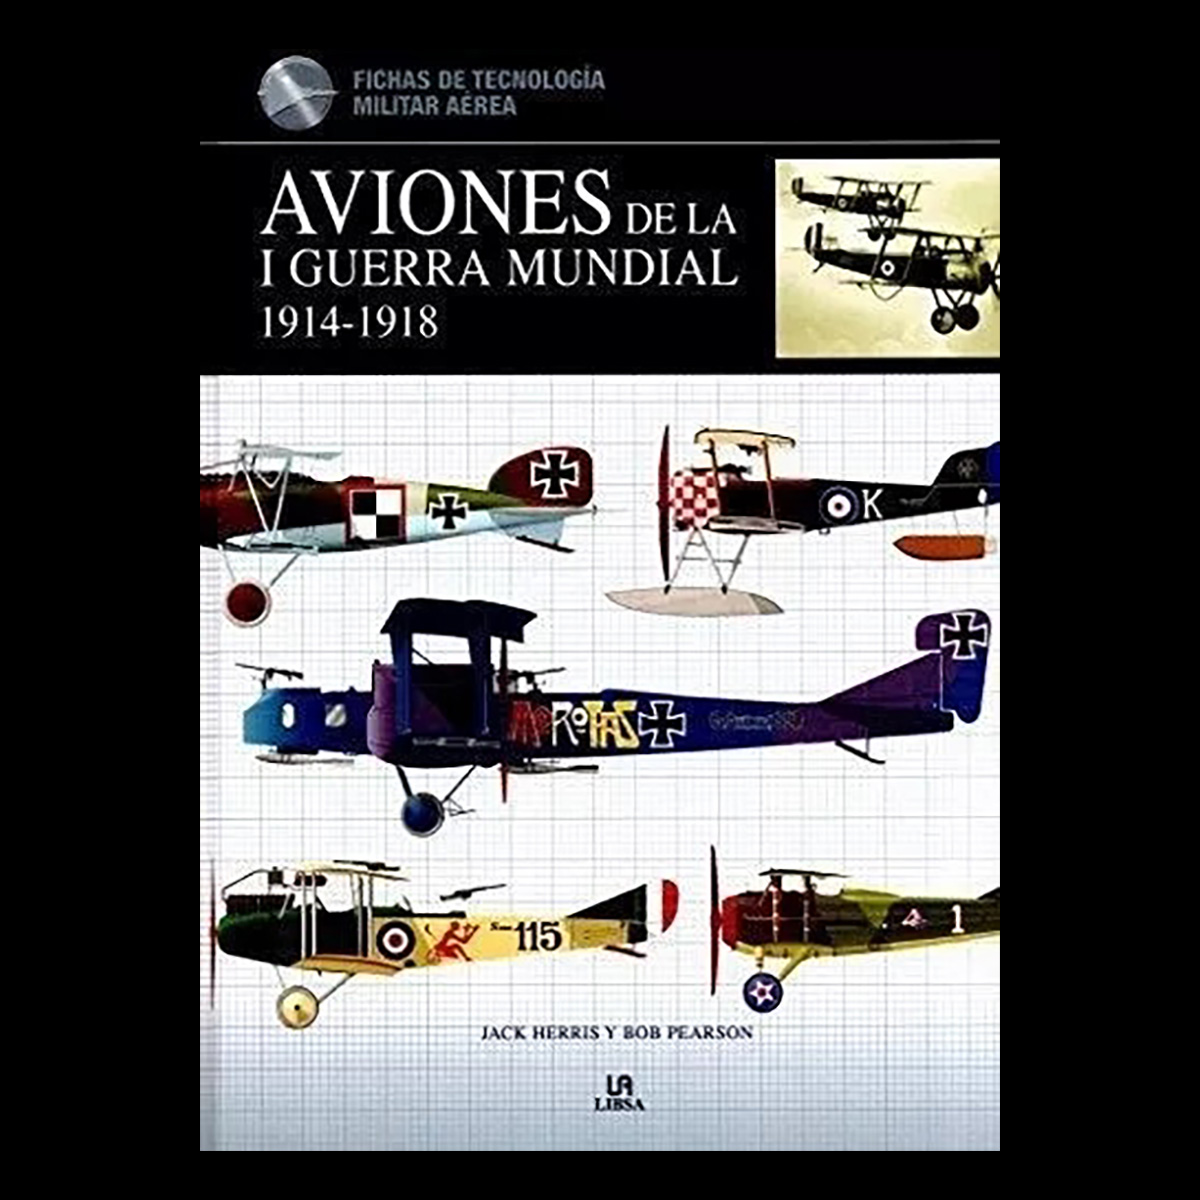 FICHAS DE TECNOLOGÍA
MILITAR AÉREA
AVIONES DE LA
I GUERRA MUNDIAL
1914-1918
K
115
1
JACK HERRIS Y BOB PEARSON
LIBSA